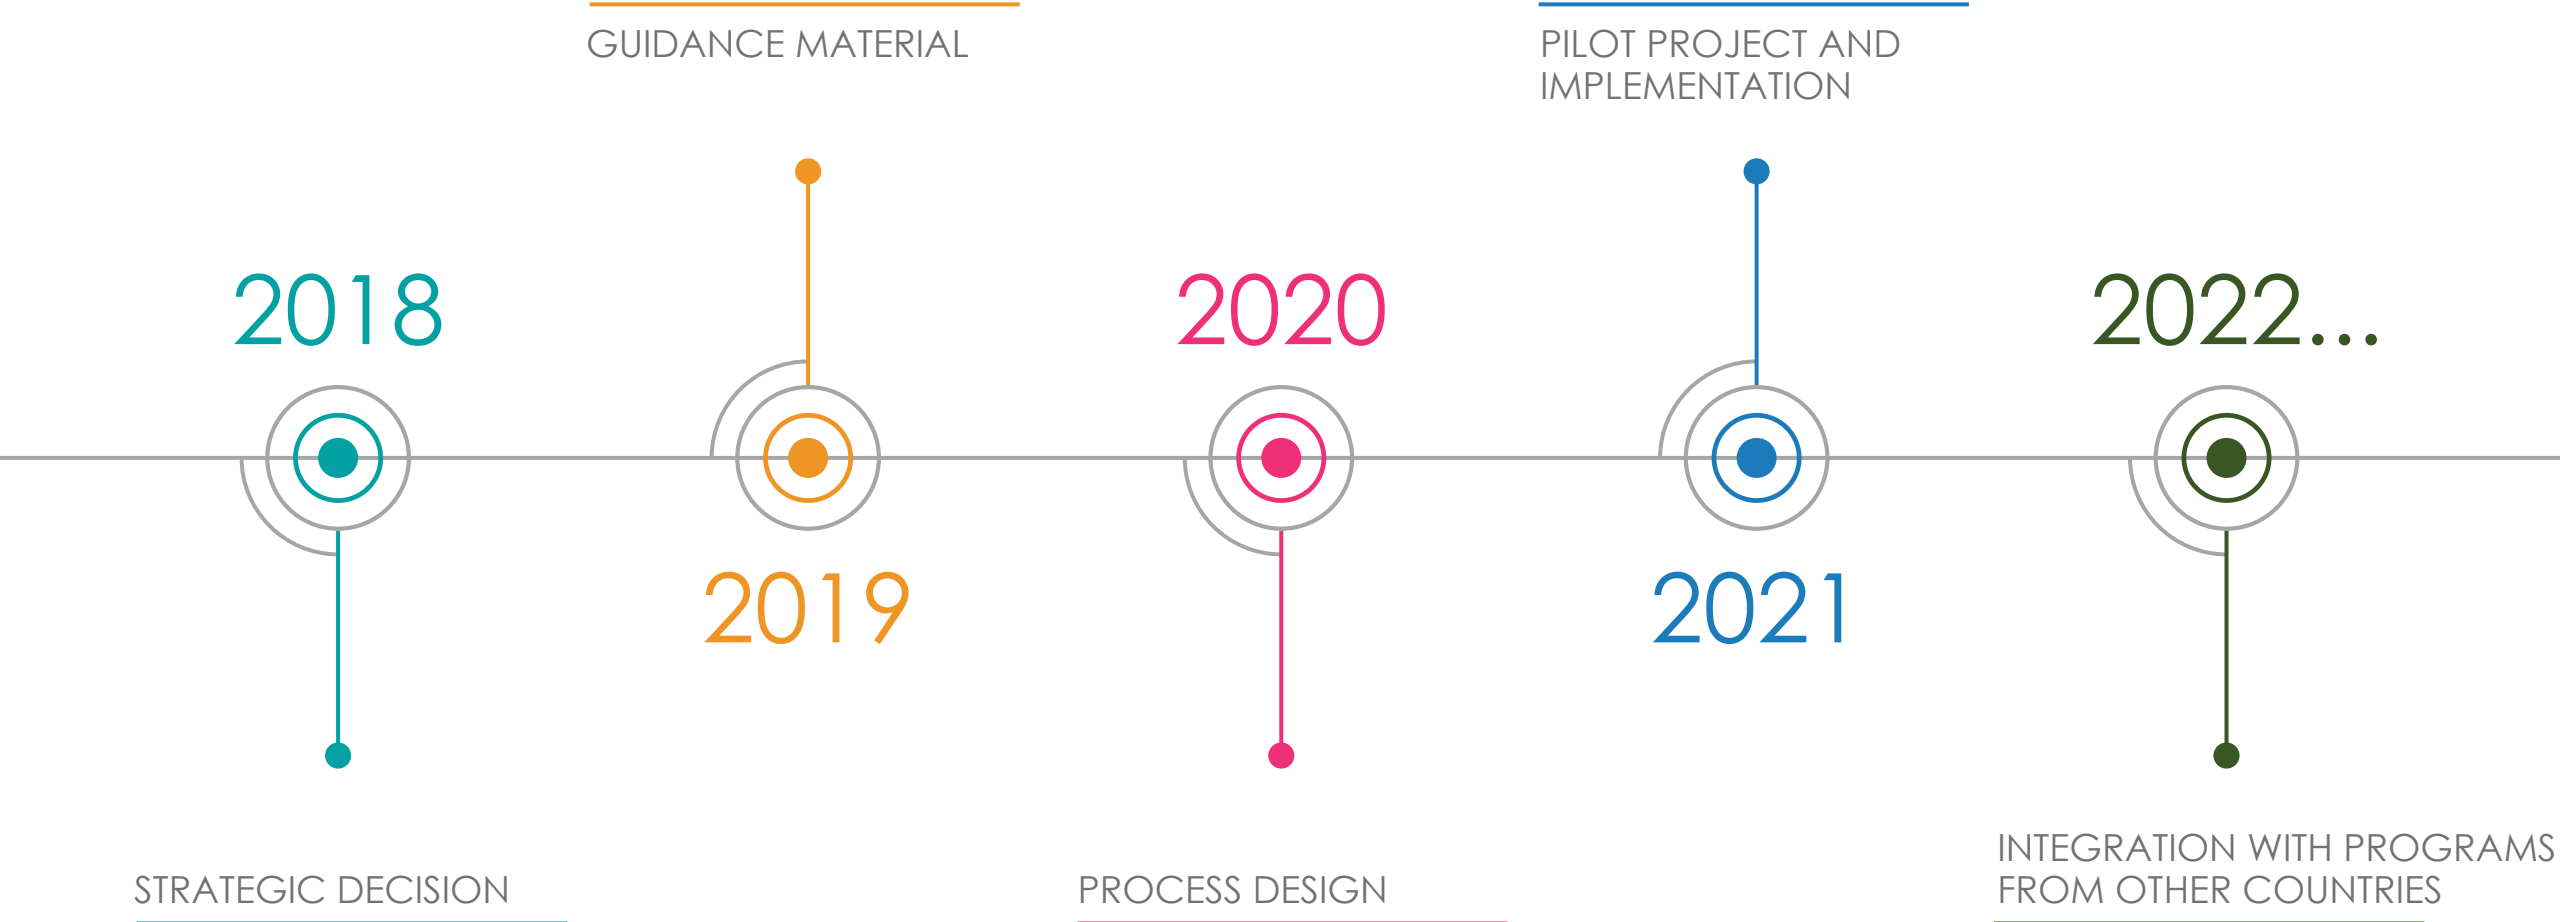 GUIDANCE MATERIAL
PILOT PROJECT AND
IMPLEMENTATION
2018
2020
2022...
2019
2021
STRATEGIC DECISION
PROCESS DESIGN
INTEGRATION WITH PROGRAMS
FROM OTHER COUNTRIES